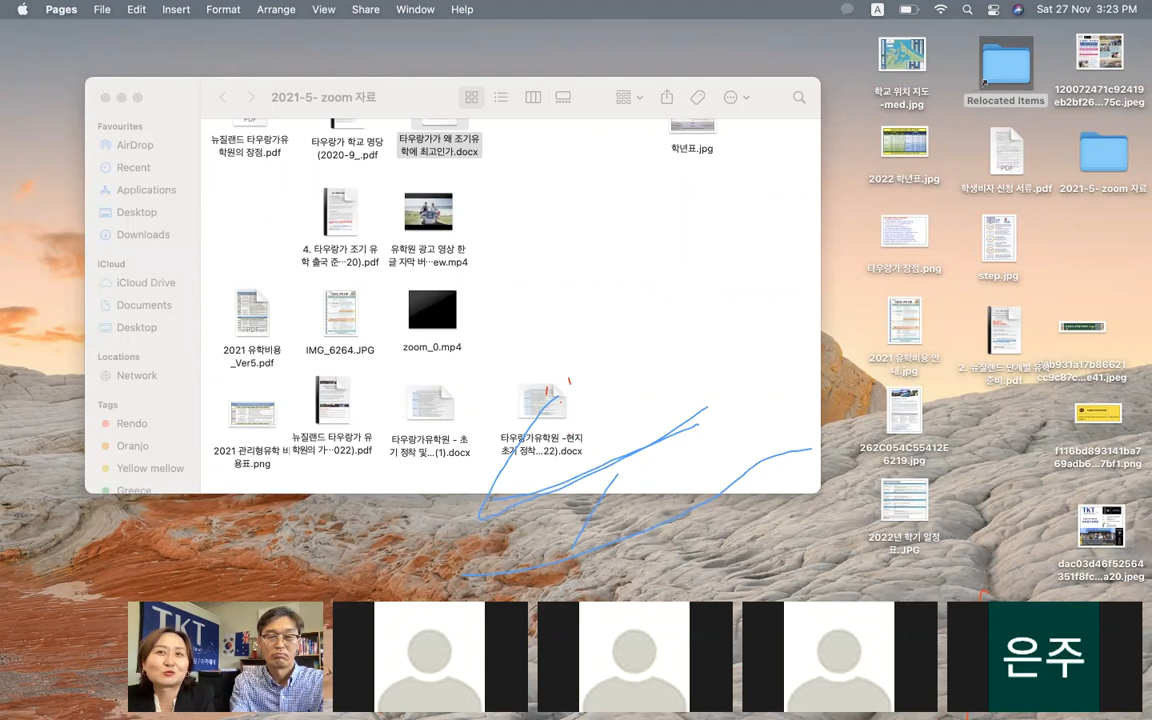 Pages File Edit Insert Format Arrange View Share Window Help
A
Sat 27 Nov 3:23 PM
2021-5- zoom 자료
Favourites
AirDrop
Recent
Applications
Desktop
Downloads
iCloud
iCloud Drive
Documents
Desktop
Locations
Network
Tags
Rendo
Oranjo
Yellow mellow
Greece
뉴질랜드 타우랑가유
학원의 장점.pdf
타우랑가 학교 명당
(2020-9_.pdf
타우랑가가 왜 조기유
학에 최고인가.docx
학년표.jpg
4. 타우랑가 조기 유
학 출국 준...20).pdf
유학원 광고 영상 한
글 자막 버...ew.mp4
PDF
2021 유학비용
_Ver5.pdf
IMG_6264.JPG
zoom_0.mp4
2021 관리형유학 비
용표.png
뉴질랜드 타우랑가 유
학원의 가...022).pdf
타우랑가유학원 - 초
기 정착 및...(1).docx
타우랑가유학원 -현지
초기 정착...22).docx
학교 위치 지도
-med.jpg
Relocated Items
120072471c92419
eb2bf26...75c.jpeg
2022 학년표.jpg
PDF
학생비자 신청 서류.pdf
2021-5- zoom 자료
타우랑가 장점.png
step.jpg
2021 유학비용 안
내.jpg
2. 뉴질랜드 단계별 유학
준비.pdf
cc9c87c...e41.jpeg
262C054C55412E
6219.jpg
f116bd893141ba7
69adb6...7bf1.png
2022년 학기 일정
표.JPG
TKT
dac03d46f52564
351f8fc...a20.jpeg
TKT
은주